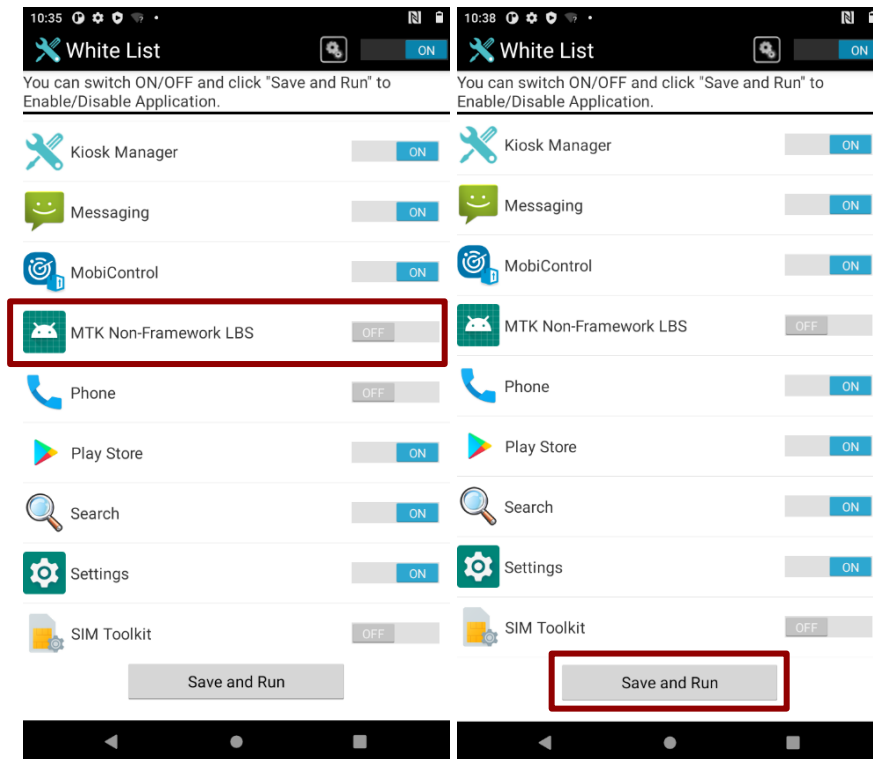 10:35
White List
ON
You can switch ON/OFF and click "Save and Run" to
Enable/Disable Application.
Kiosk Manager
ON
Messaging
ON
MobiControl
ON
MTK Non-Framework LBS
OFF
Phone
OFF
Play Store
ON
Search
ON
Settings
ON
SIM Toolkit
OFF
Save and Run
10:38
White List
ON
You can switch ON/OFF and click "Save and Run" to
Enable/Disable Application.
Kiosk Manager
ON
Messaging
ON
MobiControl
ON
MTK Non-Framework LBS
OFF
Phone
ON
Play Store
ON
Search
ON
Settings
ON
SIM Toolkit
OFF
Save and Run